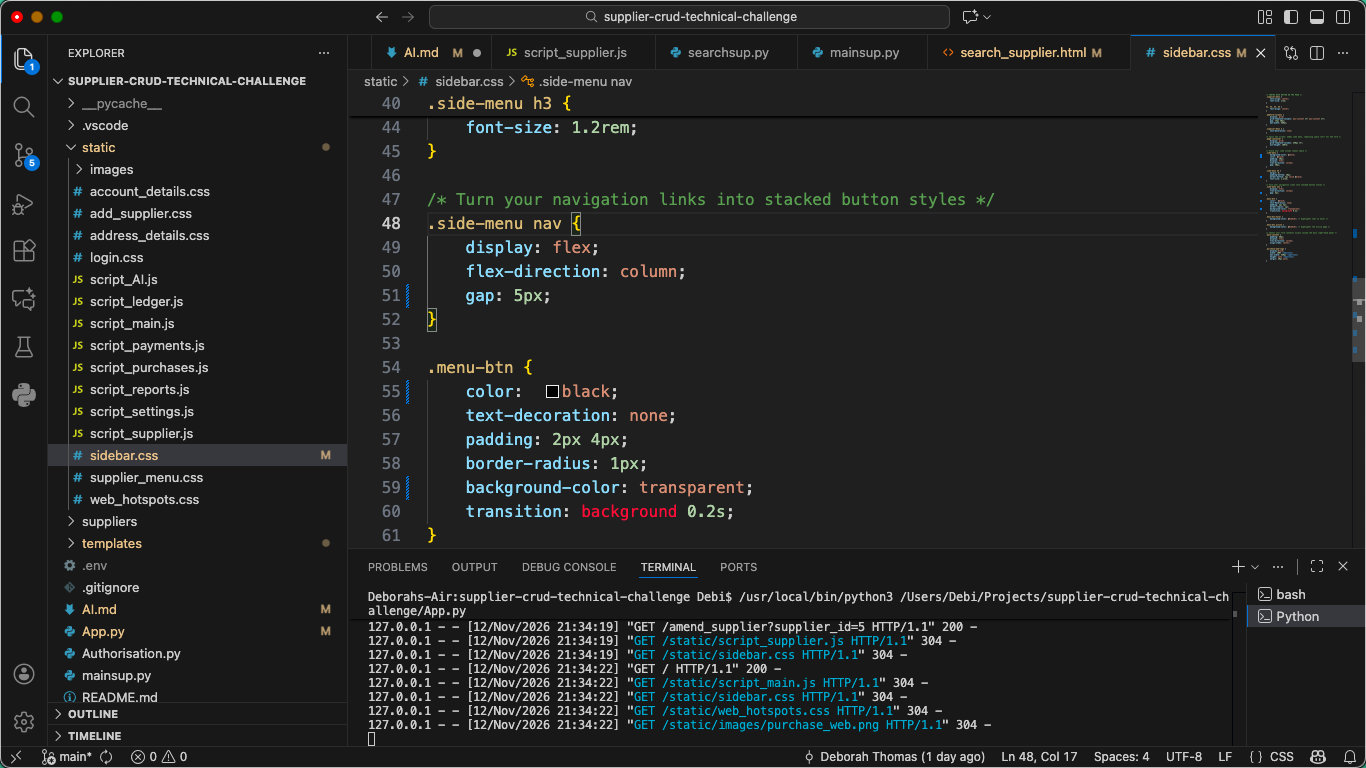 supplier-crud-technical-challenge
EXPLORER
SUPPLIER-CRUD-TECHNICAL-CHALLENGE
__pycache__
.vscode
static
images
# account_details.css
# add_supplier.css
# address_details.css
# login.css
JS script_AI.js
JS script_ledger.js
JS script_main.js
JS script_payments.js
JS script_purchases.js
JS script_reports.js
JS script_settings.js
JS script_supplier.js
# sidebar.css M
# supplier_menu.css
# web_hotspots.css
suppliers
templates
.env
.gitignore
AI.md M
App.py M
Authorisation.py
mainsup.py
README.md
OUTLINE
TIMELINE
1
5
AI.md M
JS script_supplier.js
searchsup.py
mainsup.py
<> search_supplier.html M
# sidebar.css M
static > # sidebar.css > .side-menu nav
40 .side-menu h3 {
44 font-size: 1.2rem;
45 }
46
47 /* Turn your navigation links into stacked button styles */
48 .side-menu nav {
49 display: flex;
50 flex-direction: column;
51 gap: 5px;
52 }
53
54 .menu-btn {
55 color: black;
56 text-decoration: none;
57 padding: 2px 4px;
58 border-radius: 1px;
59 background-color: transparent;
60 transition: background 0.2s;
61 }
PROBLEMS OUTPUT DEBUG CONSOLE TERMINAL PORTS
Deborahs-Air:supplier-crud-technical-challenge Debi$ /usr/local/bin/python3 /Users/Debi/Projects/supplier-crud-technical-ch
allenge/App.py
127.0.0.1 - - [12/Nov/2026 21:34:19] "GET /amend_supplier?supplier_id=5 HTTP/1.1" 200 -
127.0.0.1 - - [12/Nov/2026 21:34:19] "GET /static/script_supplier.js HTTP/1.1" 304 -
127.0.0.1 - - [12/Nov/2026 21:34:19] "GET /static/sidebar.css HTTP/1.1" 304 -
127.0.0.1 - - [12/Nov/2026 21:34:22] "GET / HTTP/1.1" 200 -
127.0.0.1 - - [12/Nov/2026 21:34:22] "GET /static/script_main.js HTTP/1.1" 304 -
127.0.0.1 - - [12/Nov/2026 21:34:22] "GET /static/sidebar.css HTTP/1.1" 304 -
127.0.0.1 - - [12/Nov/2026 21:34:22] "GET /static/web_hotspots.css HTTP/1.1" 304 -
127.0.0.1 - - [12/Nov/2026 21:34:22] "GET /static/images/purchase_web.png HTTP/1.1" 304 -
bash
Python
main* 0 0 Deborah Thomas (1 day ago) Ln 48, Col 17 Spaces: 4 UTF-8 LF { } CSS